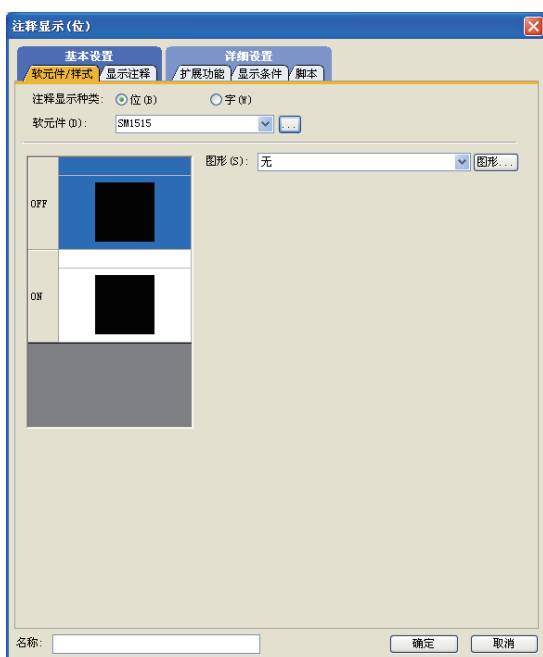 注释显示(位)
基本设置 详细设置
软元件/样式 显示注释 扩展功能 显示条件 脚本
注释显示种类: 位(B) 字(W)
软元件(D): SM1515 ...
图形(S): 无 图形...
OFF
ON
名称: 确定 取消